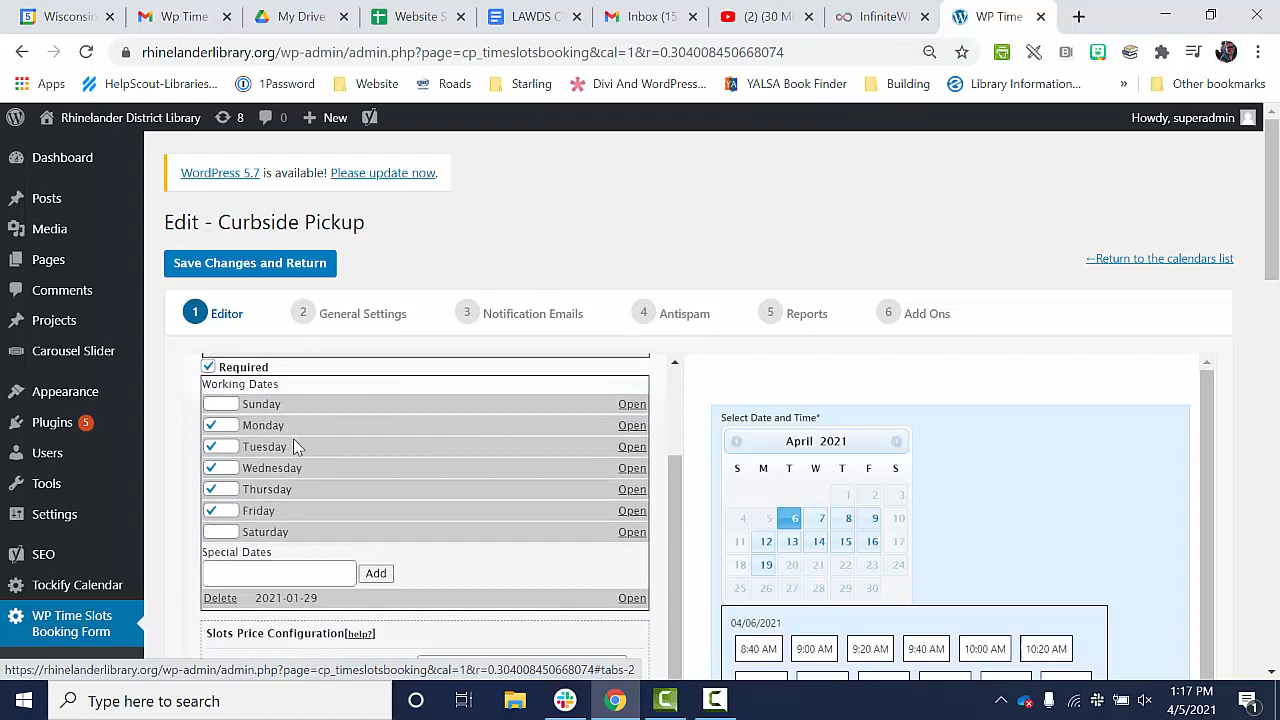 Wisconsin
Wp Time
My Drive
Website S
LAWDS C
Inbox (15
(30 Mi
InfiniteW
WP Time
rhinelanderlibrary.org/wp-admin/admin.php?page=cp_timeslotsbooking&cal=1&r=0.304008450668074
Apps
HelpScout-Libraries...
1Password
Website
Roads
Starling
Divi And WordPress...
YALSA Book Finder
Building
Library Information...
»
Other bookmarks
Rhinelander District Library
8
0
New
Howdy, superadmin
Dashboard
Posts
Media
Pages
Comments
Projects
Carousel Slider
Appearance
Plugins 5
Users
Tools
Settings
SEO
Tockify Calendar
WP Time Slots
Booking Form
WordPress 5.7 is available! Please update now.
Edit - Curbside Pickup
Save Changes and Return
←Return to the calendars list
1 Editor
2 General Settings
3 Notification Emails
4 Antispam
5 Reports
6 Add Ons
Required
Working Dates
Sunday Open
Monday Open
Tuesday Open
Wednesday Open
Thursday Open
Friday Open
Saturday Open
Special Dates
Add
Delete 2021-01-29 Open
Slots Price Configuration[help?]
Select Date and Time*
April 2021
S M T W T F S
1 2 3
4 5 6 7 8 9 10
11 12 13 14 15 16 17
18 19 20 21 22 23 24
25 26 27 28 29 30
04/06/2021
8:40 AM 9:00 AM 9:20 AM 9:40 AM 10:00 AM 10:20 AM
https://rhinelanderlibrary.org/wp-admin/admin.php?page=cp_timeslotsbooking&cal=1&r=0.304008450668074#tabs-2
Type here to search
1:17 PM
4/5/2021
1